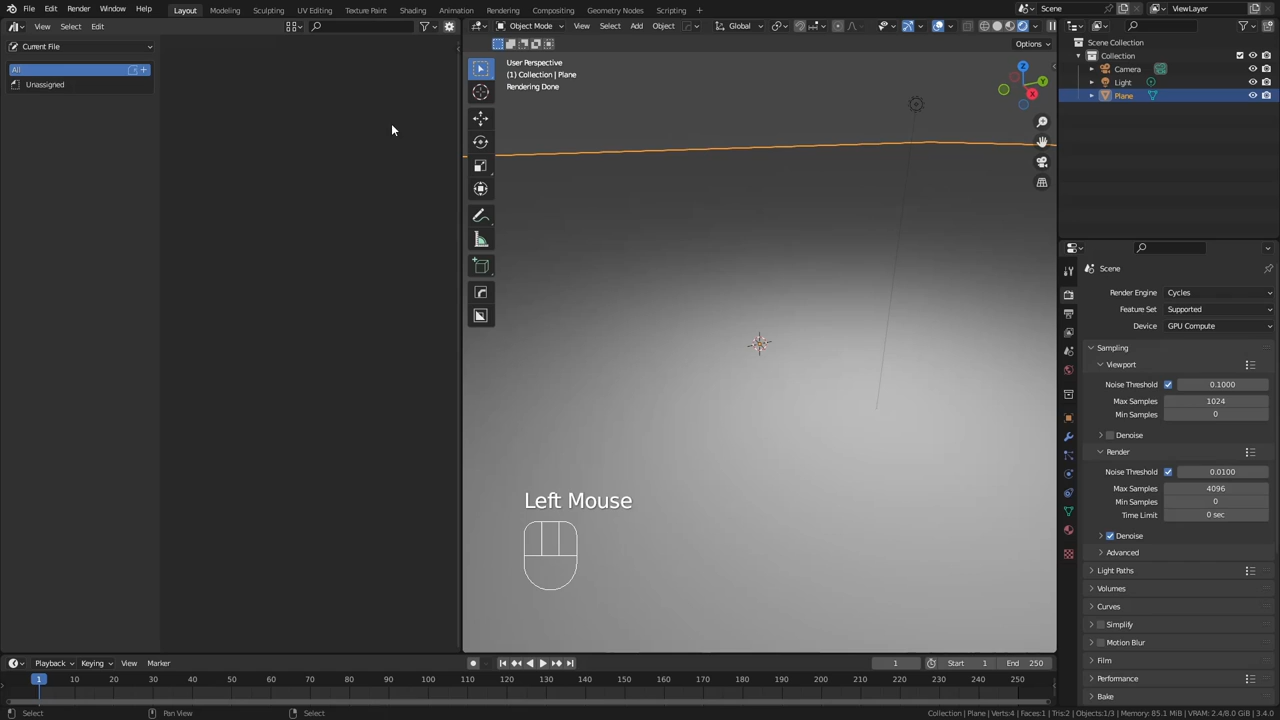 File Edit Render Window Help Layout Modeling Sculpting UV Editing Texture Paint Shading Animation Rendering Compositing Geometry Nodes Scripting Scene ViewLayer
View Select Edit Object Mode View Select Add Object Global
Current File Options
All
Unassigned
User Perspective
(1) Collection | Plane
Rendering Done
Z
Y
X
Scene Collection
Collection
Camera
Light
Plane
Scene
Render Engine Cycles
Feature Set Supported
Device GPU Compute
Sampling
Viewport
Noise Threshold 0.1000
Max Samples 1024
Min Samples 0
Denoise
Render
Noise Threshold 0.0100
Max Samples 4096
Min Samples 0
Time Limit 0 sec
Denoise
Advanced
Light Paths
Volumes
Curves
Simplify
Motion Blur
Film
Performance
Bake
Left Mouse
Playback Keying View Marker 1 Start 1 End 250
1 10 20 30 40 50 60 70 80 90 100 110 120 130 140 150 160 170 180 190 200 210 220 230 240 250
Select Pan View Select Collection | Plane | Verts:4 | Faces:1 | Tris:2 | Objects:1/3 | Memory: 85.1 MiB | VRAM: 2.4/8.0 GiB | 3.4.0